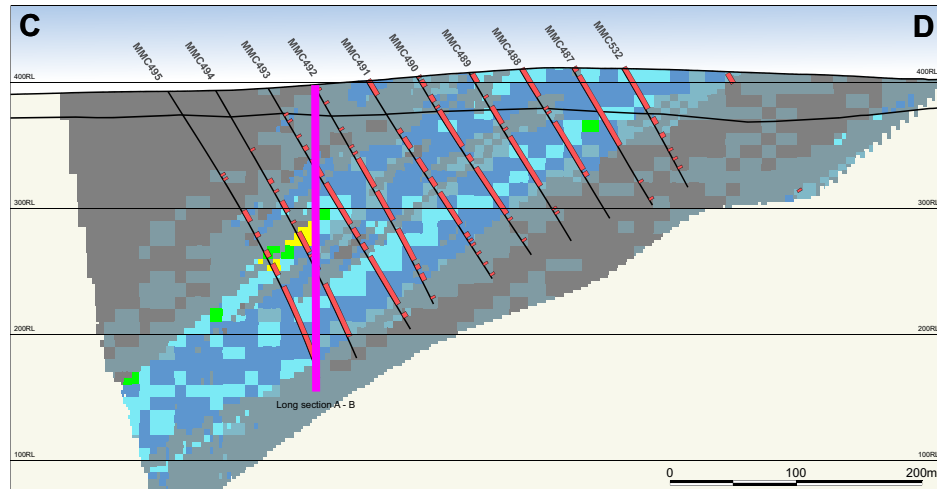 C
D
MMC495
MMC494
MMC493
MMC492
MMC491
MMC490
MMC489
MMC488
MMC487
MMC532
400RL
400RL
300RL
300RL
200RL
200RL
Long section A - B
100RL
100RL
0
100
200m